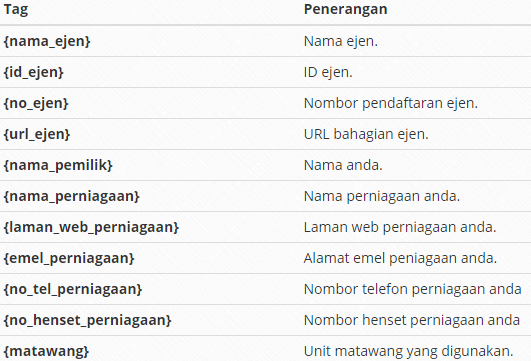 Tag Penerangan
{nama_ejen} Nama ejen.
{id_ejen} ID ejen.
{no_ejen} Nombor pendaftaran ejen.
{url_ejen} URL bahagian ejen.
{nama_pemilik} Nama anda.
{nama_perniagaan} Nama perniagaan anda.
{laman_web_perniagaan} Laman web perniagaan anda.
{emel_perniagaan} Alamat emel peniagaan anda.
{no_tel_perniagaan} Nombor telefon perniagaan anda
{no_henset_perniagaan} Nombor henset perniagaan anda
{matawang} Unit matawang yang digunakan.